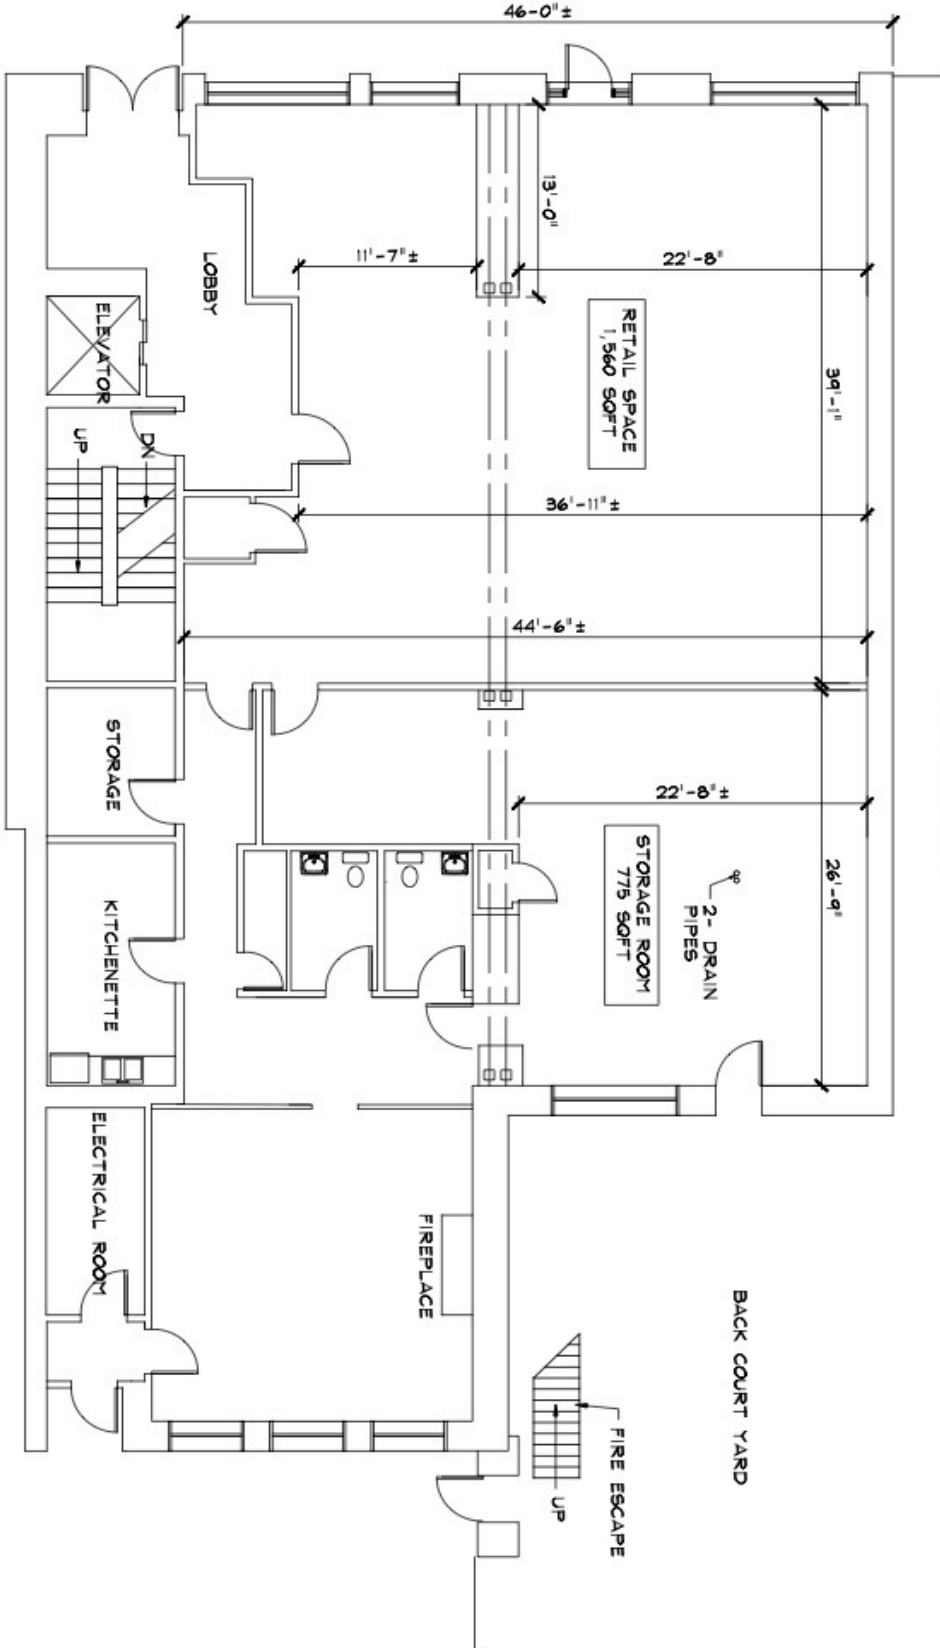 46'-0"±
13'-0"
11'-7"±
22'-8"
LOBBY
ELEVATOR
RETAIL SPACE
1,560 SQFT
39'-1"
UP
DN
36'-11"±
44'-6"±
STORAGE
22'-8"±
STORAGE ROOM
775 SQFT
2- DRAIN
PIPES
26'-9"
KITCHENETTE
ELECTRICAL ROOM
FIREPLACE
BACK COURT YARD
FIRE ESCAPE
UP